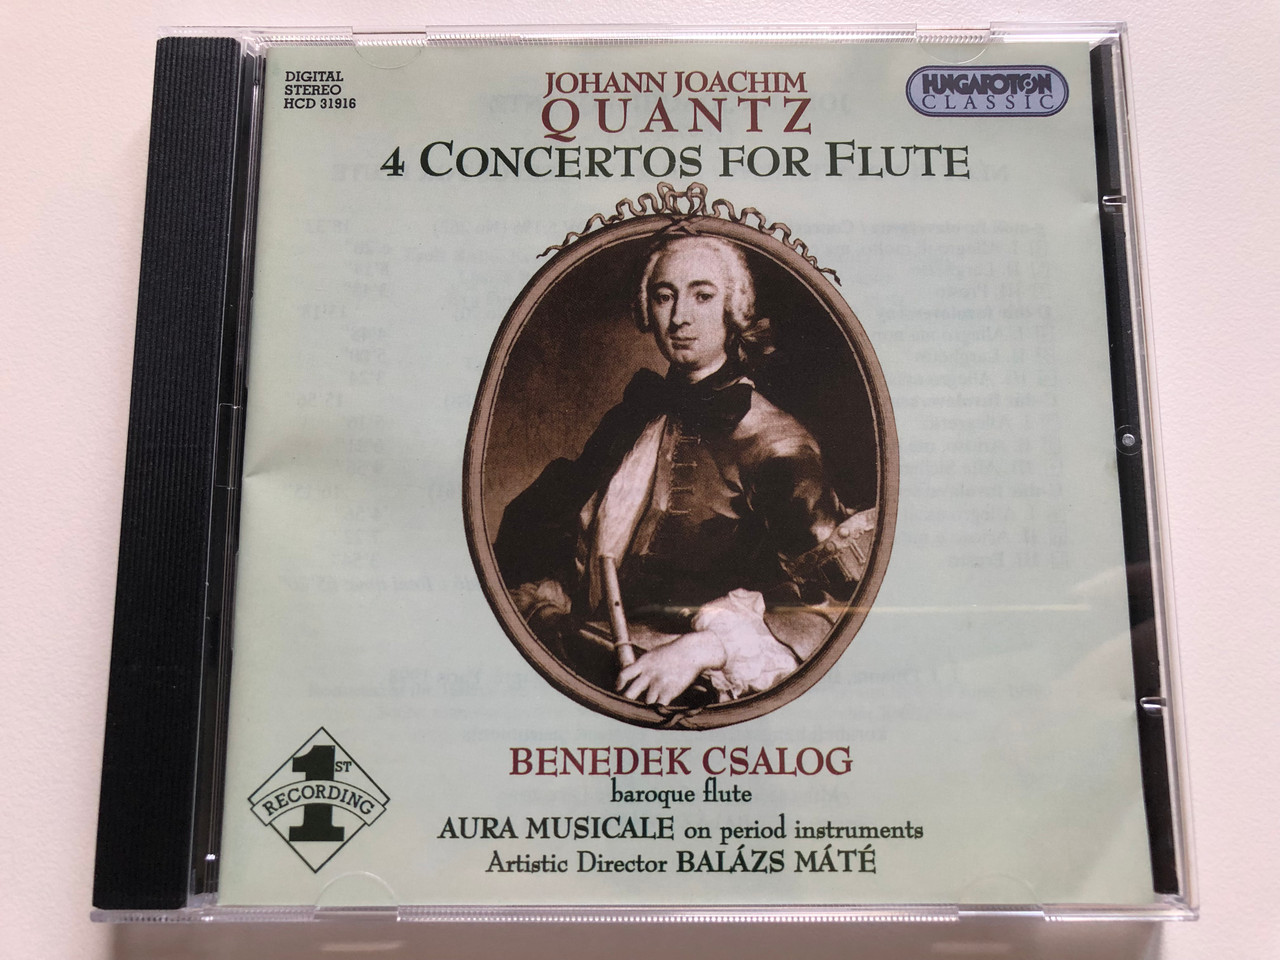 DIGITAL
STEREO
HCD 31916
JOHANN JOACHIM
QUANTZ
4 CONCERTOS FOR FLUTE
HUNGAROTON
CLASSIC
1ST
RECORDING
BENEDEK CSALOG
baroque flute
AURA MUSICALE on period instruments
Artistic Director BALÁZS MÁTÉ